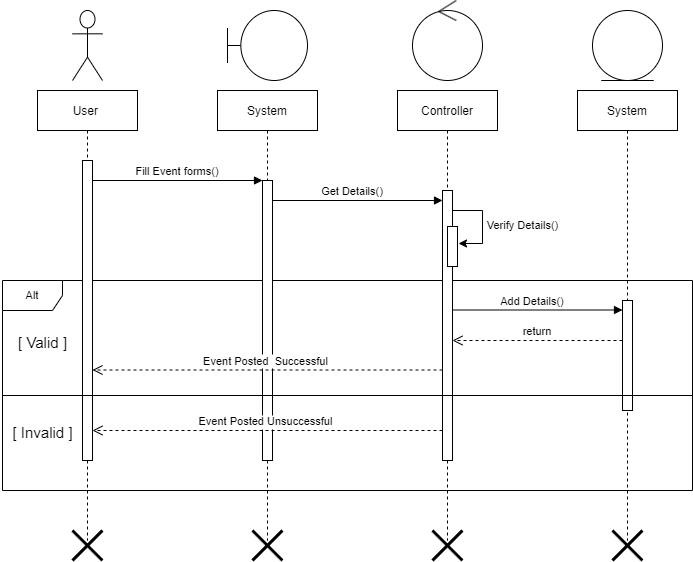 User
System
Controller
System
Fill Event forms()
Get Details()
Verify Details()
Alt
Add Details()
return
[ Valid ]
Event Posted  Successful
Event Posted Unsuccessful
[ Invalid ]